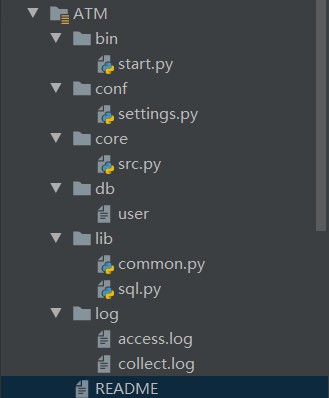 ATM
bin
start.py
conf
settings.py
core
src.py
db
user
lib
common.py
sql.py
log
access.log
collect.log
README